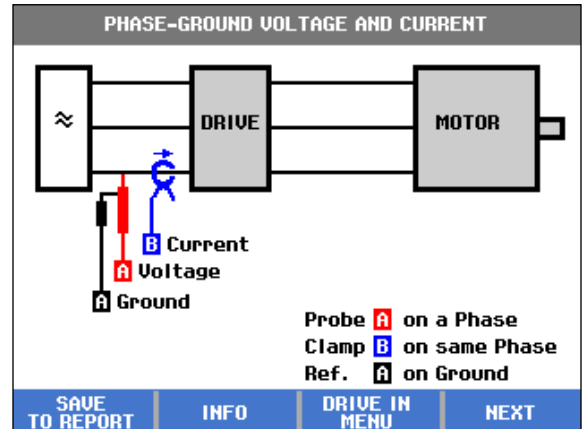 PHASE-GROUND VOLTAGE AND CURRENT
≈
DRIVE
MOTOR
B Current
A Voltage
A Ground
Probe A on a Phase
Clamp B on same Phase
Ref. A on Ground
SAVE
TO REPORT
INFO
DRIVE IN
MENU
NEXT